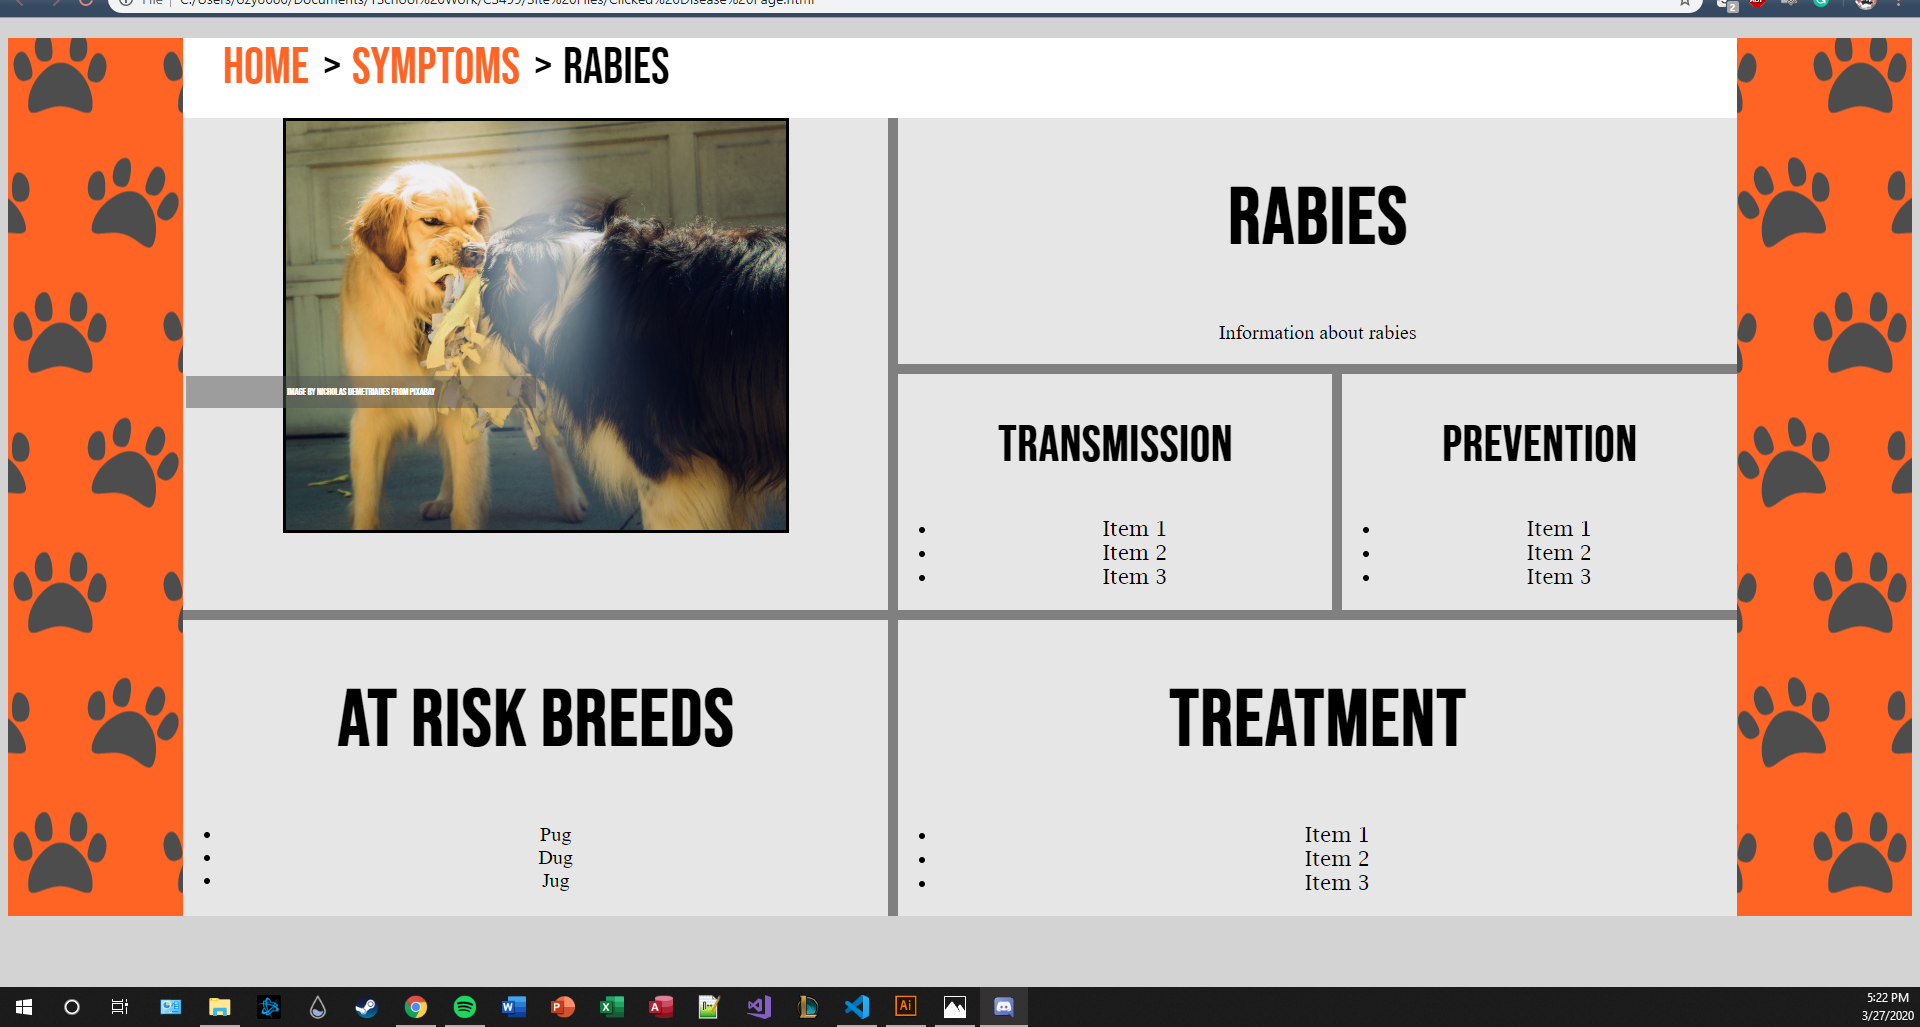 File
C:/Users/
/Documents/
School%20Work/CS499/Site%20Files/Clicked%20Disease%20Page.html
2
HOME > SYMPTOMS > RABIES
IMAGE BY NICHOLAS DEMETRIADES FROM PIXABAY
RABIES
Information about rabies
TRANSMISSION
• Item 1
• Item 2
• Item 3
PREVENTION
• Item 1
• Item 2
• Item 3
AT RISK BREEDS
• Pug
• Dug
• Jug
TREATMENT
• Item 1
• Item 2
• Item 3
5:22 PM
3/27/2020